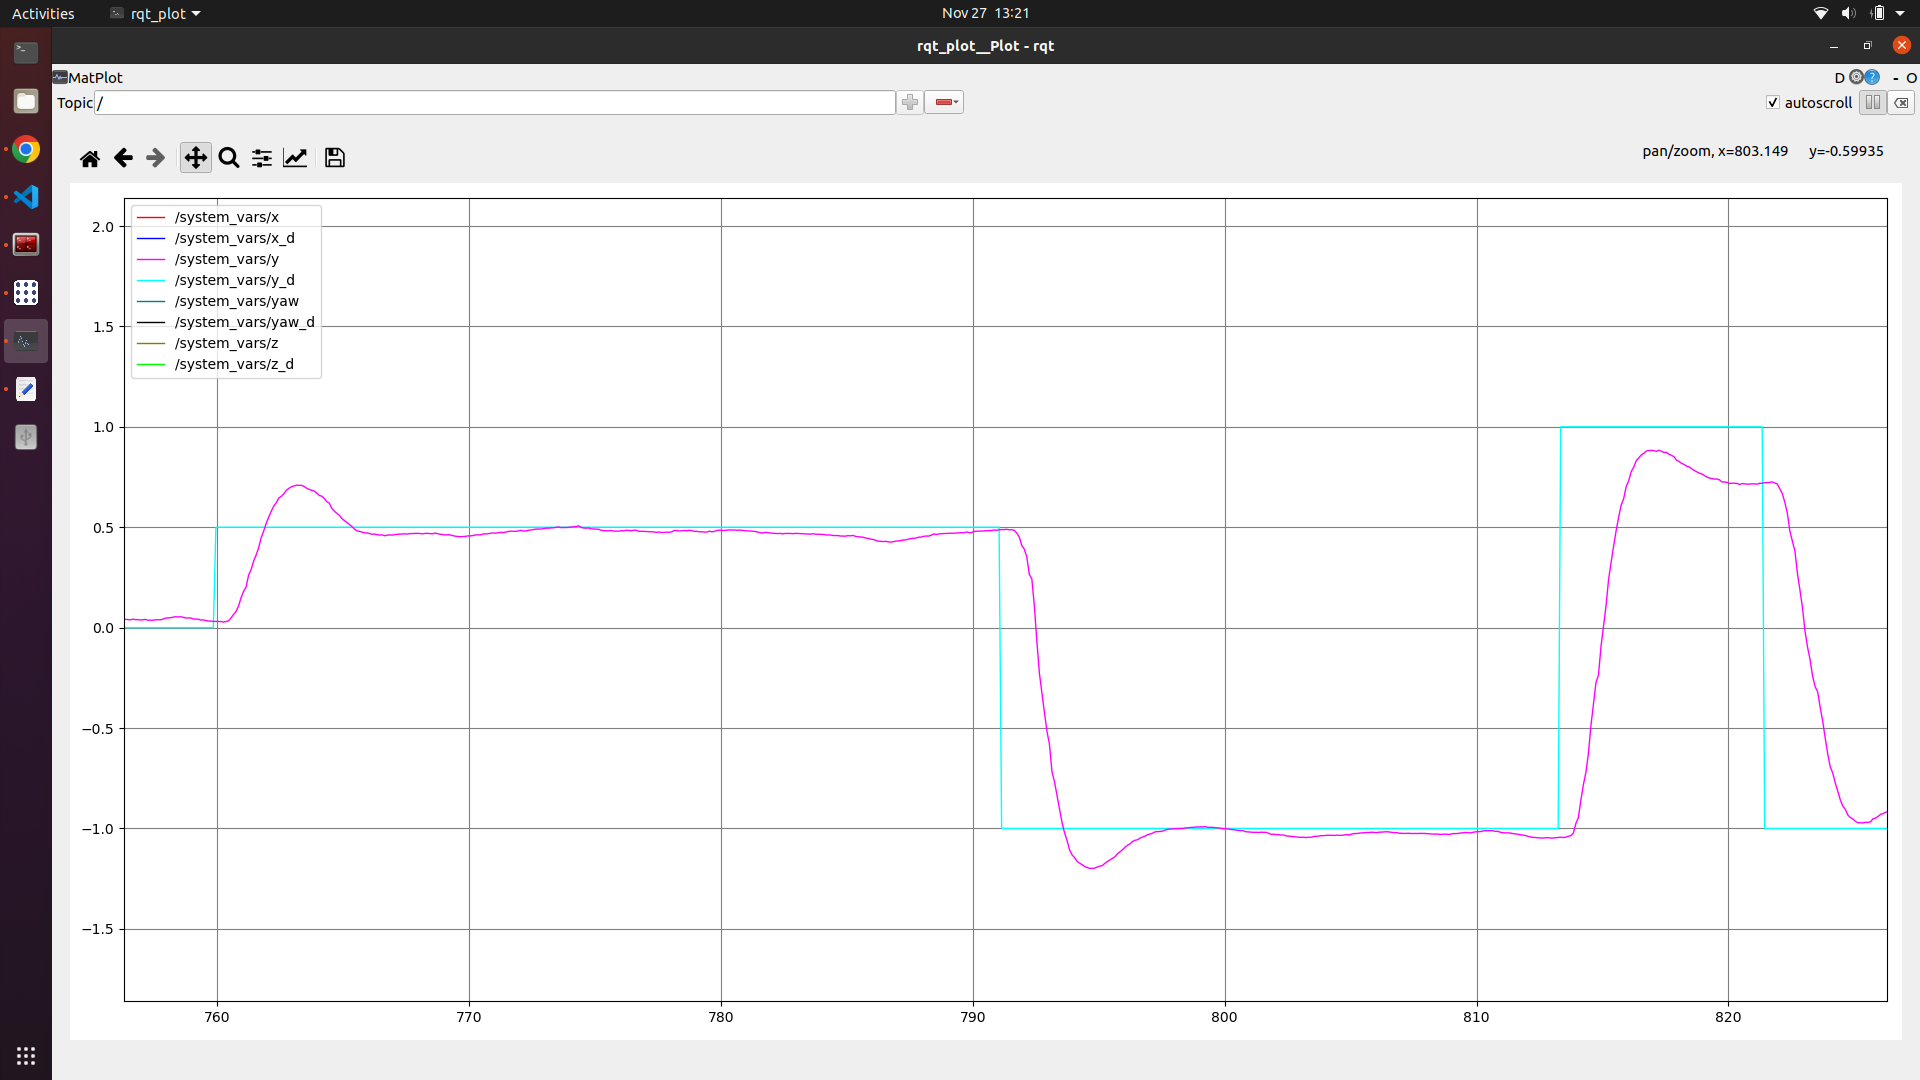 Activities
rqt_plot
Nov 27 13:21
rqt_plot__Plot - rqt
MatPlot
D
?
- O
Topic /
autoscroll
pan/zoom, x=803.149 y=-0.59935
/system_vars/x
/system_vars/x_d
/system_vars/y
/system_vars/y_d
/system_vars/yaw
/system_vars/yaw_d
/system_vars/z
/system_vars/z_d
2.0
1.5
1.0
0.5
0.0
−0.5
−1.0
−1.5
760 770 780 790 800 810 820